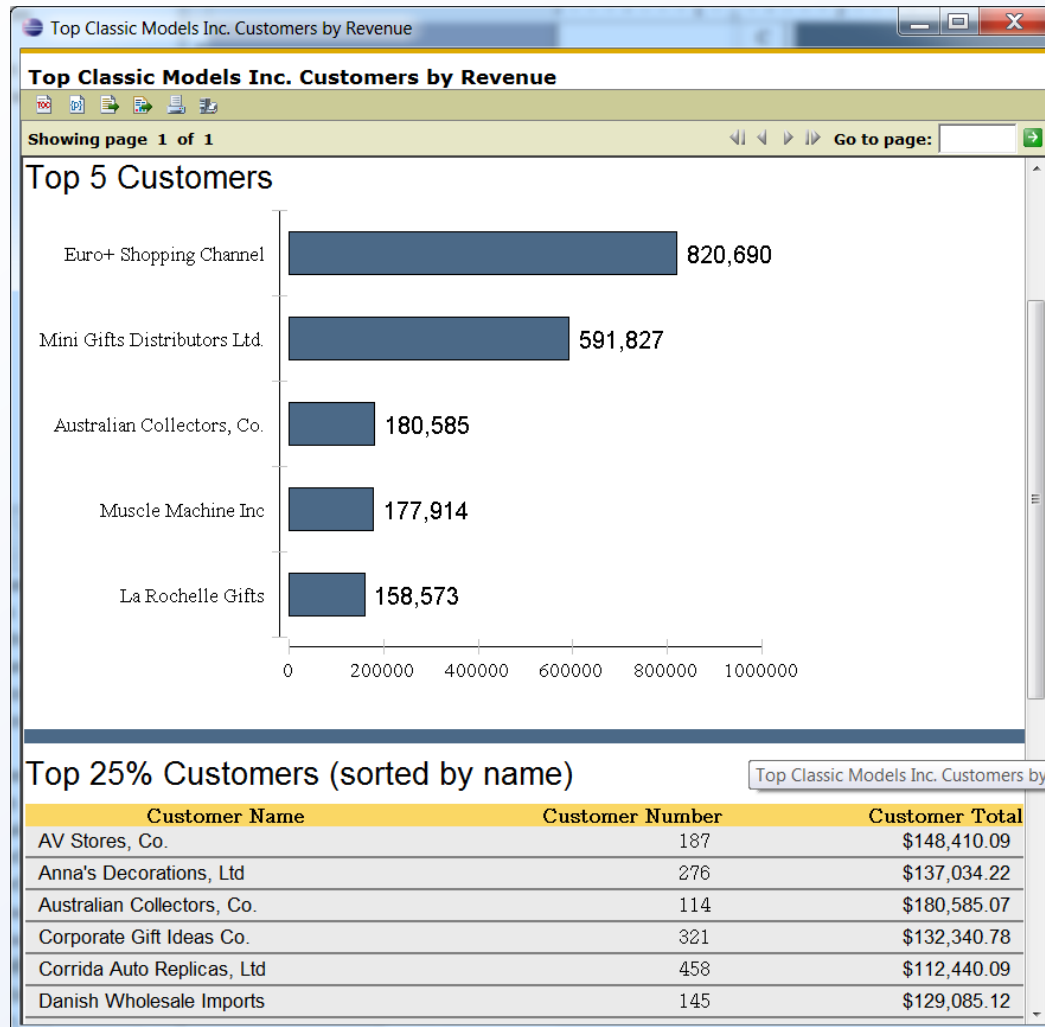 Top Classic Models Inc. Customers by Revenue
Top Classic Models Inc. Customers by Revenue
TOC
Showing page 1 of 1 Go to page:
Top 5 Customers
Euro+ Shopping Channel 820,690
Mini Gifts Distributors Ltd. 591,827
Australian Collectors, Co. 180,585
Muscle Machine Inc 177,914
La Rochelle Gifts 158,573
0 200000 400000 600000 800000 1000000
Top 25% Customers (sorted by name)
Top Classic Models Inc. Customers by
Customer Name Customer Number Customer Total
AV Stores, Co. 187 $148,410.09
Anna's Decorations, Ltd 276 $137,034.22
Australian Collectors, Co. 114 $180,585.07
Corporate Gift Ideas Co. 321 $132,340.78
Corrida Auto Replicas, Ltd 458 $112,440.09
Danish Wholesale Imports 145 $129,085.12